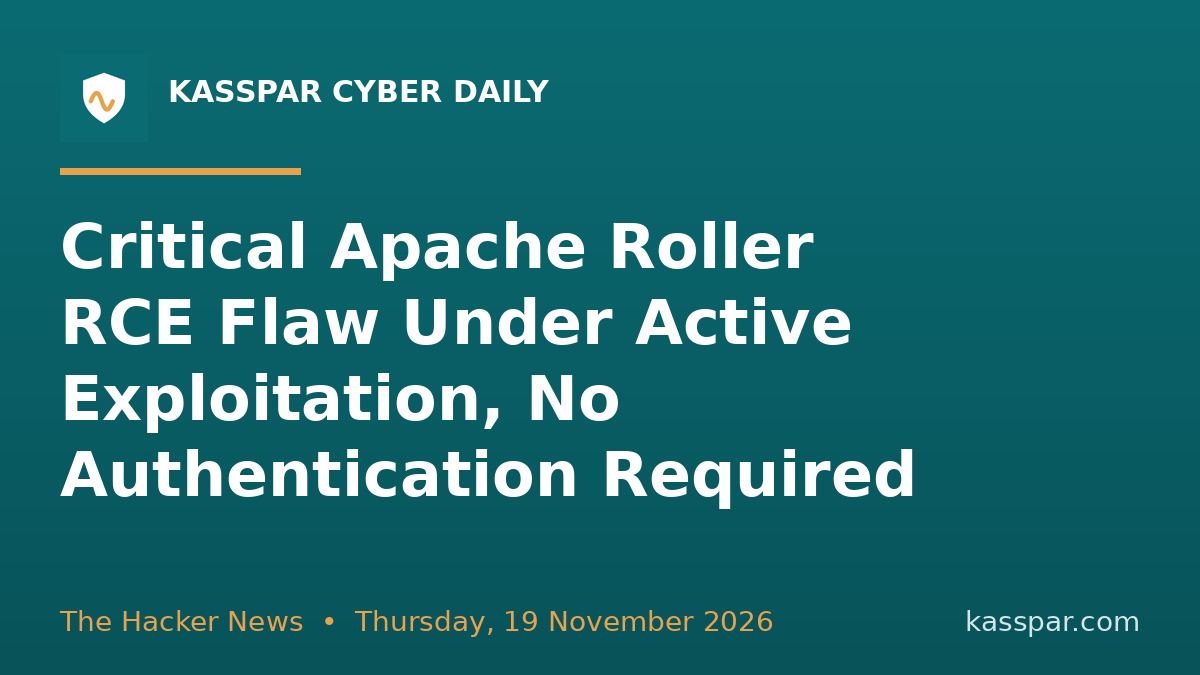 KASSPAR CYBER DAILY
Critical Apache Roller
RCE Flaw Under Active
Exploitation, No
Authentication Required
The Hacker News • Thursday, 19 November 2026
kasspar.com